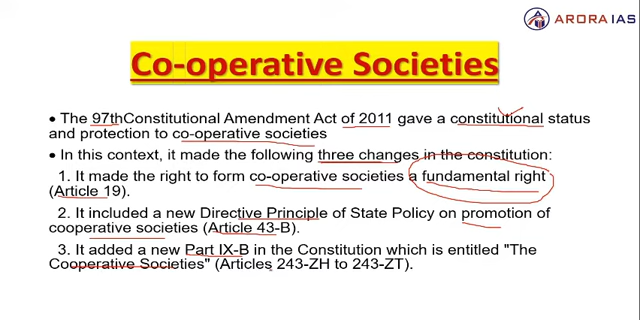 ARORA IAS
Co-operative Societies
• The 97thConstitutional Amendment Act of 2011 gave a constitutional status
and protection to co-operative societies
• In this context, it made the following three changes in the constitution:
1. It made the right to form co-operative societies a fundamental right
(Article 19).
2. It included a new Directive Principle of State Policy on promotion of
cooperative societies (Article 43-B).
3. It added a new Part IX-B in the Constitution which is entitled "The
Cooperative Societies" (Articles 243-ZH to 243-ZT).